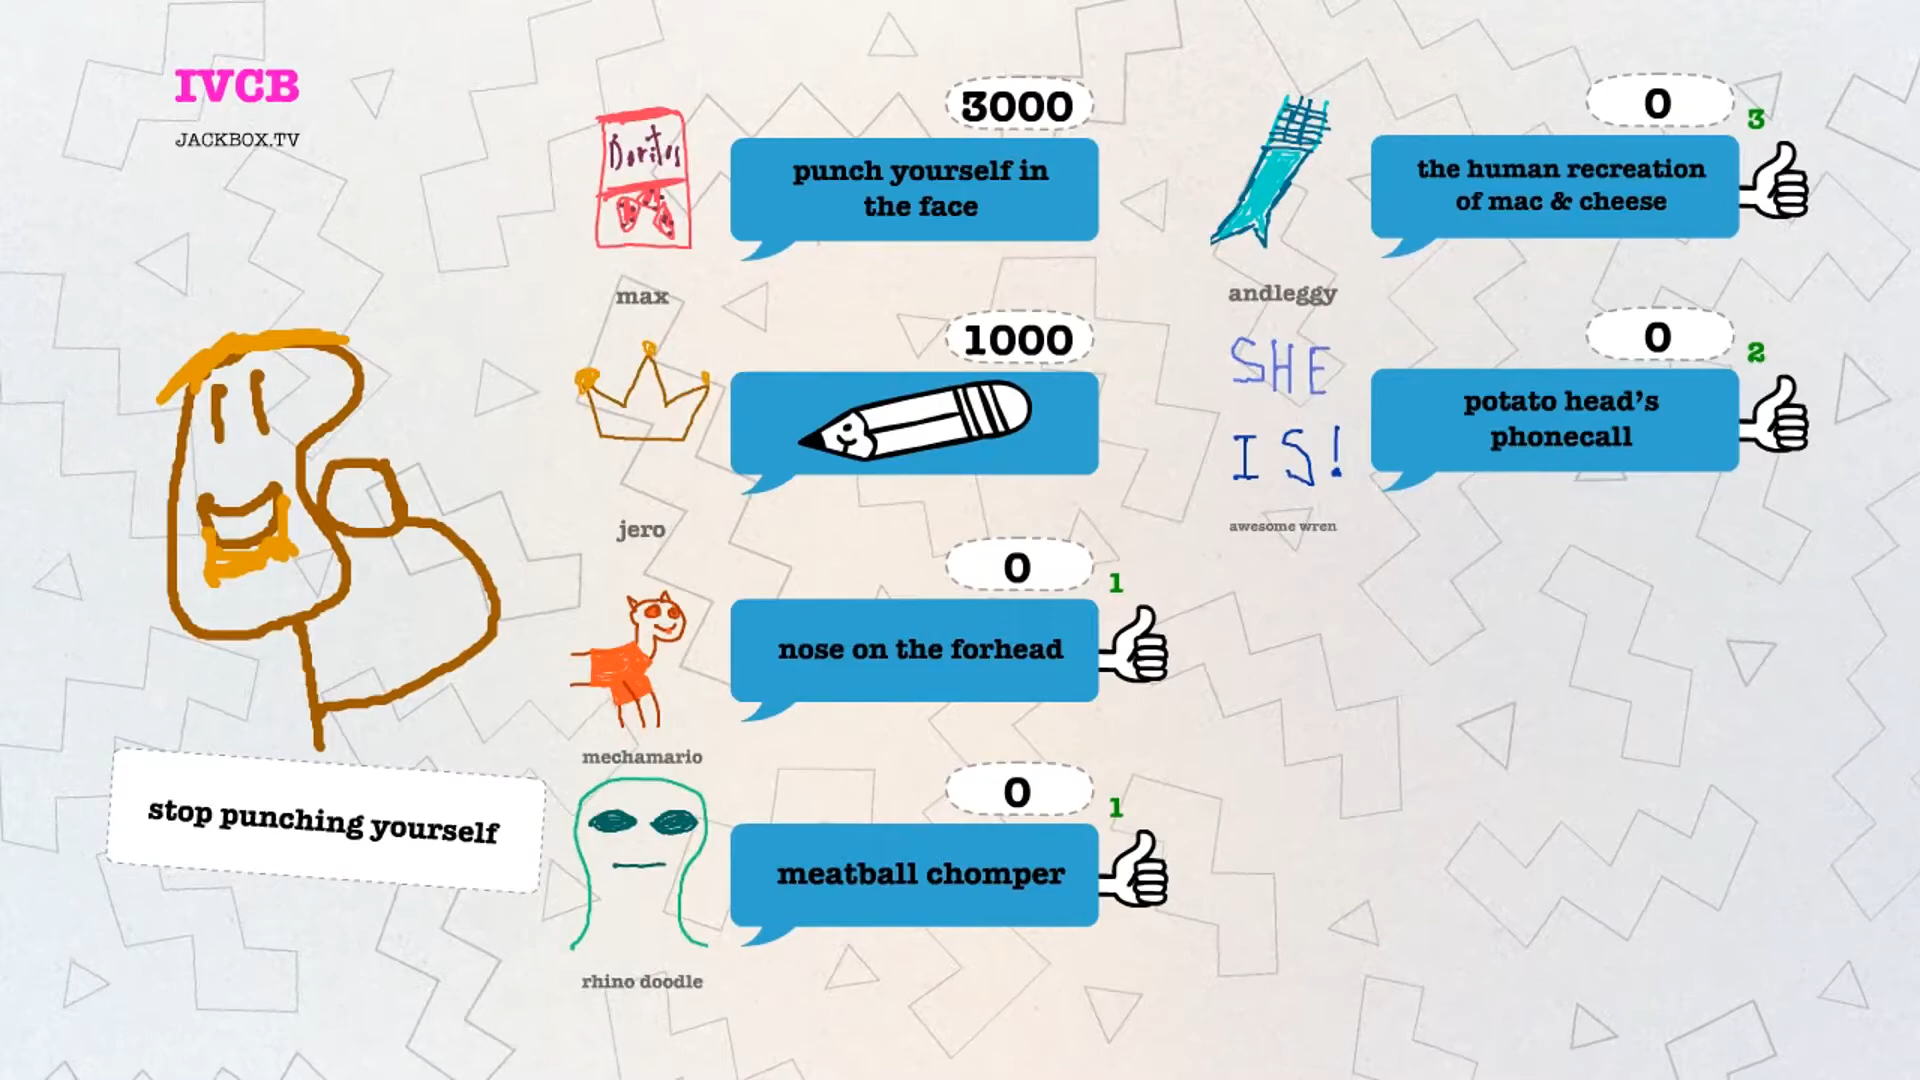 IVCB
JACKBOX.TV
stop punching yourself
Doritos
3000
punch yourself in
the face
max
1000
jero
0
1
nose on the forhead
mechamario
0
1
meatball chomper
rhino doodle
0
3
the human recreation
of mac & cheese
andleggy
SHE
IS!
0
2
potato head's
phonecall
awesome wren